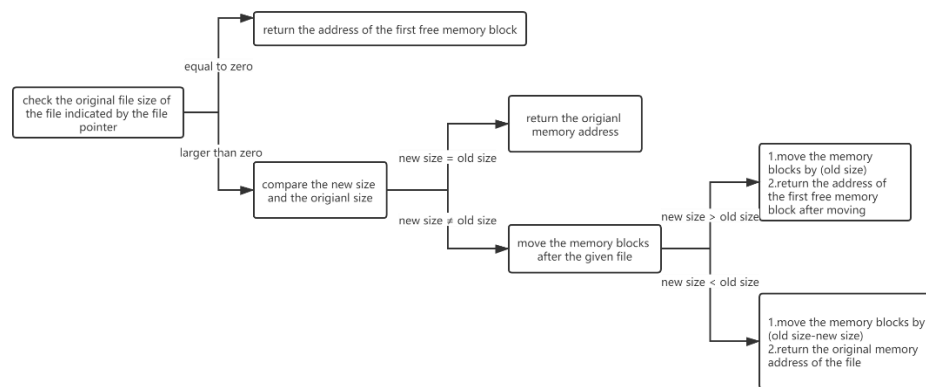 return the address of the first free memory block
equal to zero
check the original file size of
the file indicated by the file
pointer
larger than zero
compare the new size
and the origianl size
new size = old size
return the origianl
memory address
new size ≠ old size
move the memory blocks
after the given file
new size > old size
1.move the memory
blocks by (old size)
2.return the address of
the first free memory
block after moving
new size < old size
1.move the memory blocks by
(old size-new size)
2.return the original memory
address of the file